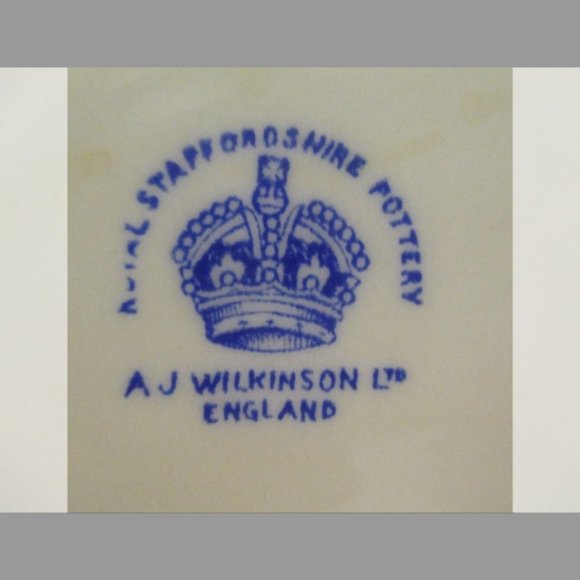 ROYAL STAFFORDSHIRE POTTERY
A J WILKINSON LTD
ENGLAND